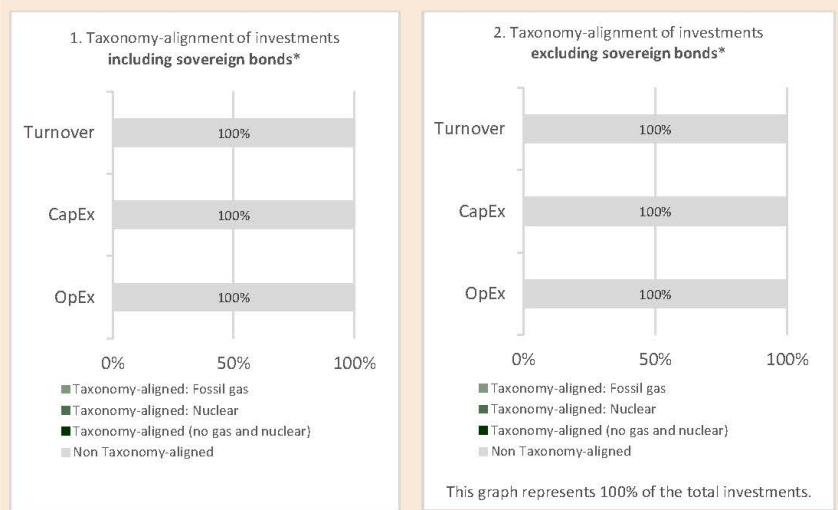 1. Taxonomy-alignment of investments
including sovereign bonds*
Turnover
100%
CapEx
100%
OpEx
100%
0%
50%
100%
Taxonomy-aligned: Fossil gas
Taxonomy-aligned: Nuclear
Taxonomy-aligned (no gas and nuclear)
Non Taxonomy-aligned
2. Taxonomy-alignment of investments
excluding sovereign bonds*
Turnover
100%
CapEx
100%
OpEx
100%
0%
50%
100%
Taxonomy-aligned: Fossil gas
Taxonomy-aligned: Nuclear
Taxonomy-aligned (no gas and nuclear)
Non Taxonomy-aligned
This graph represents 100% of the total investments.